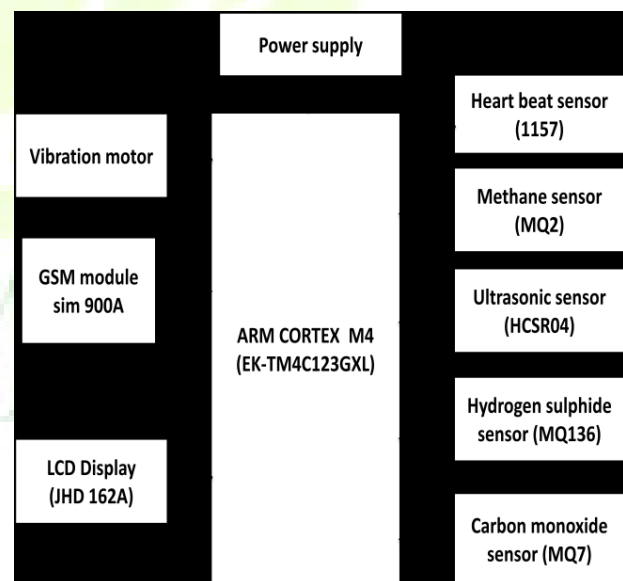 Power supply
Vibration motor
GSM module
sim 900A
LCD Display
(JHD 162A)
ARM CORTEX M4
(EK-TM4C123GXL)
Heart beat sensor
(1157)
Methane sensor
(MQ2)
Ultrasonic sensor
(HCSR04)
Hydrogen sulphide
sensor (MQ136)
Carbon monoxide
sensor (MQ7)